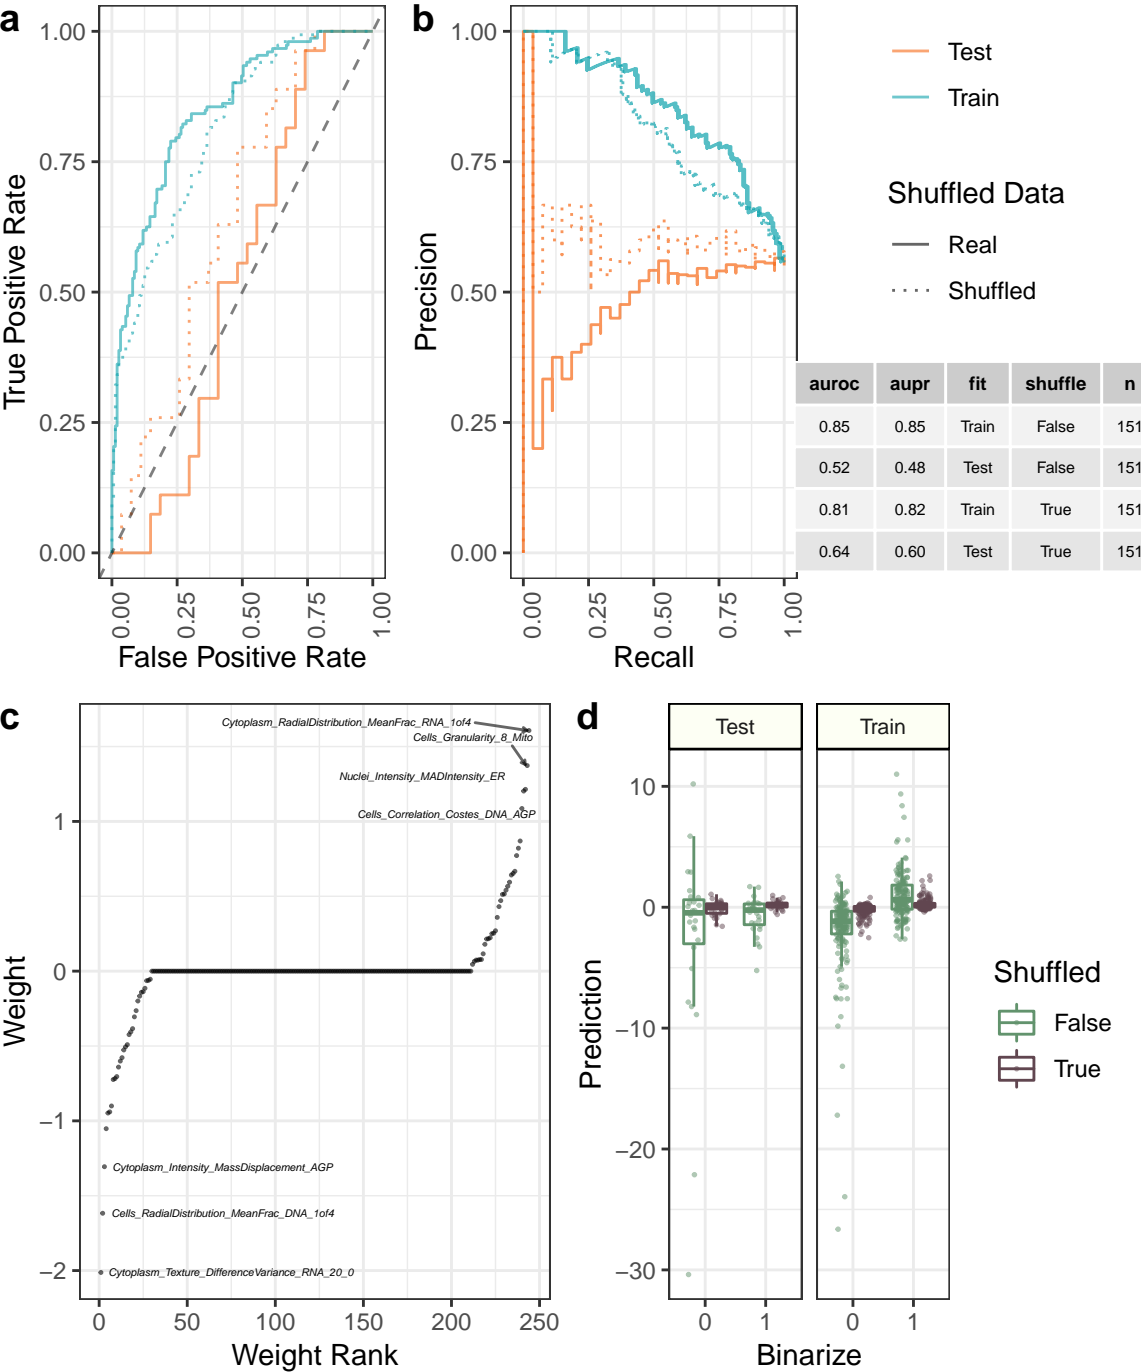 a
1.00
0.75
0.50
0.25
0.00
True Positive Rate
0.00
0.25
0.50
0.75
1.00
False Positive Rate
b
1.00
0.75
0.50
0.25
0.00
Precision
0.00
0.25
0.50
0.75
1.00
Recall
Test
Train
Shuffled Data
Real
Shuffled
auroc aupr fit shuffle n
0.85 0.85 Train False 151
0.52 0.48 Test False 151
0.81 0.82 Train True 151
0.64 0.60 Test True 151
c
Cytoplasm_RadialDistribution_MeanFrac_RNA_1of4
Cells_Granularity_8_Mito
Nuclei_Intensity_MADIntensity_ER
Cells_Correlation_Costes_DNA_AGP
Cytoplasm_Intensity_MassDisplacement_AGP
Cells_RadialDistribution_MeanFrac_DNA_1of4
Cytoplasm_Texture_DifferenceVariance_RNA_20_0
1
0
−1
−2
Weight
0 50 100 150 200 250
Weight Rank
d
Test Train
10
0
−10
−20
−30
Prediction
0 1 0 1
Binarize
Shuffled
False
True